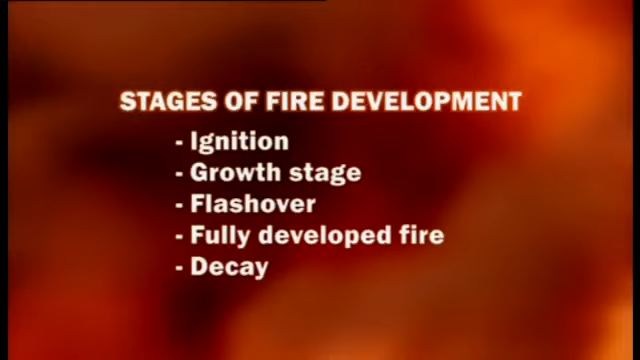 STAGES OF FIRE DEVELOPMENT
- Ignition
- Growth stage
- Flashover
- Fully developed fire
- Decay